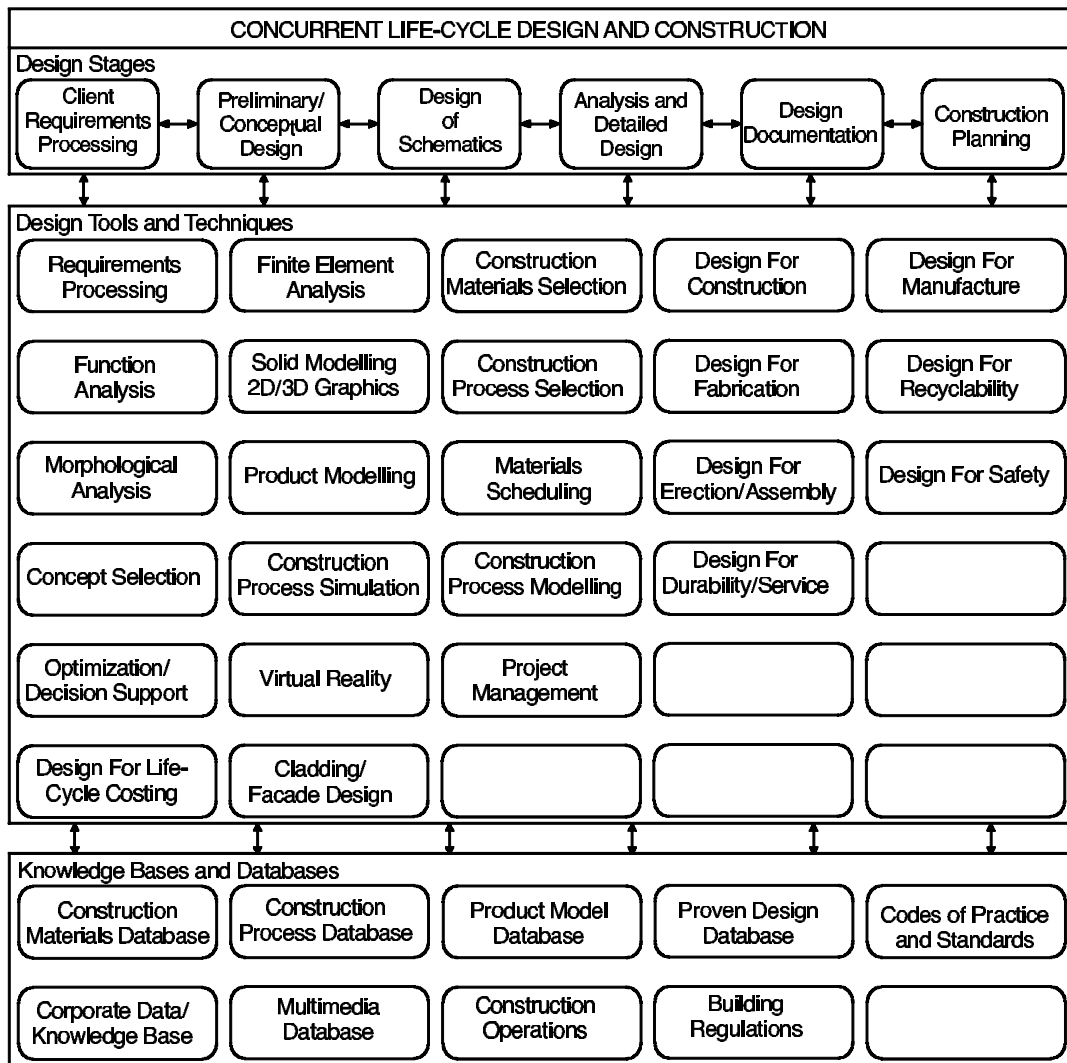 CONCURRENT LIFE-CYCLE DESIGN AND CONSTRUCTION
Design Stages
Client
Requirements
Processing
Preliminary/
Conceptual
Design
Design
of
Schematics
Analysis and
Detailed
Design
Design
Documentation
Construction
Planning
Design Tools and Techniques
Requirements
Processing
Finite Element
Analysis
Construction
Materials Selection
Design For
Construction
Design For
Manufacture
Function
Analysis
Solid Modelling
2D/3D Graphics
Construction
Process Selection
Design For
Fabrication
Design For
Recyclability
Morphological
Analysis
Product Modelling
Materials
Scheduling
Design For
Erection/Assembly
Design For Safety
Concept Selection
Construction
Process Simulation
Construction
Process Modelling
Design For
Durability/Service
Optimization/
Decision Support
Virtual Reality
Project
Management
Design For Life-
Cycle Costing
Cladding/
Facade Design
Knowledge Bases and Databases
Construction
Materials Database
Construction
Process Database
Product Model
Database
Proven Design
Database
Codes of Practice
and Standards
Corporate Data/
Knowledge Base
Multimedia
Database
Construction
Operations
Building
Regulations